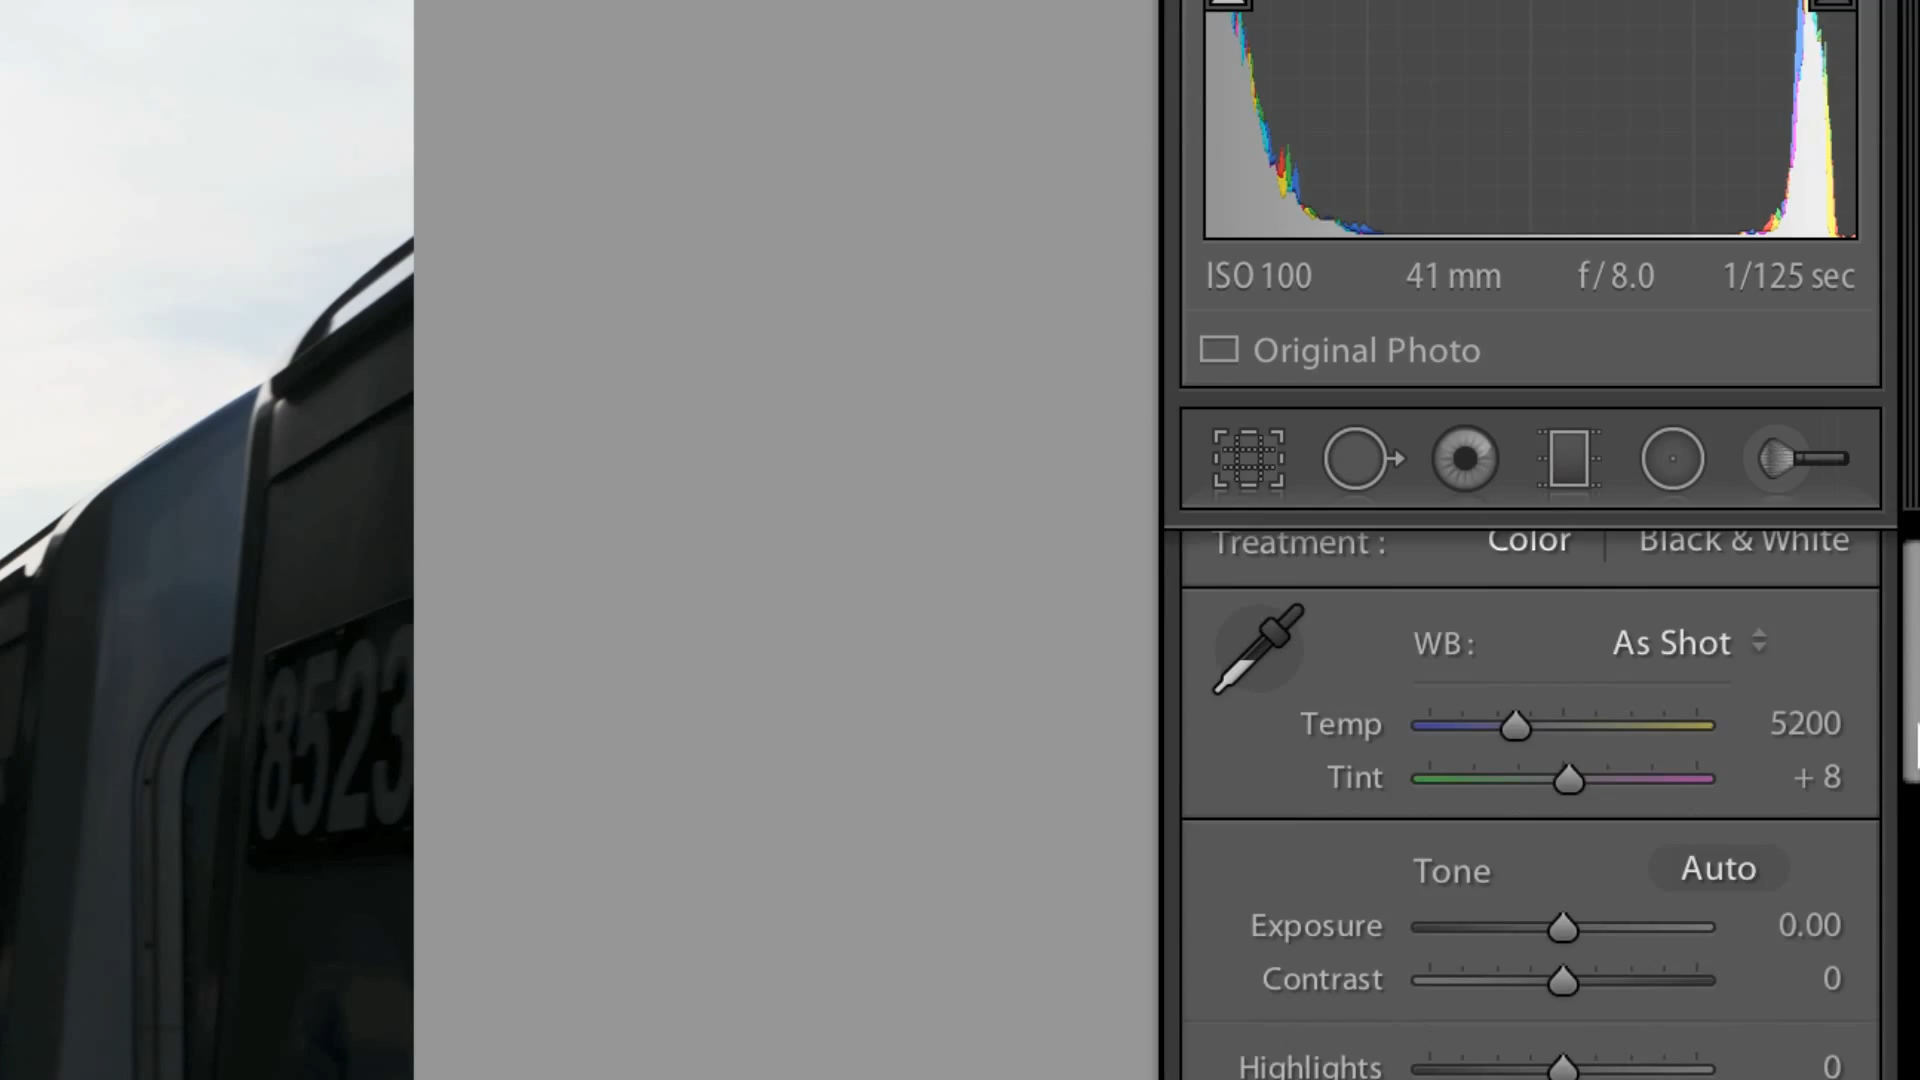 ISO 100 41 mm f / 8.0 1/125 sec
Original Photo
Treatment : Color Black & White
WB : As Shot
Temp 5200
Tint + 8
Tone Auto
Exposure 0.00
Contrast 0
Highlights 0
8523